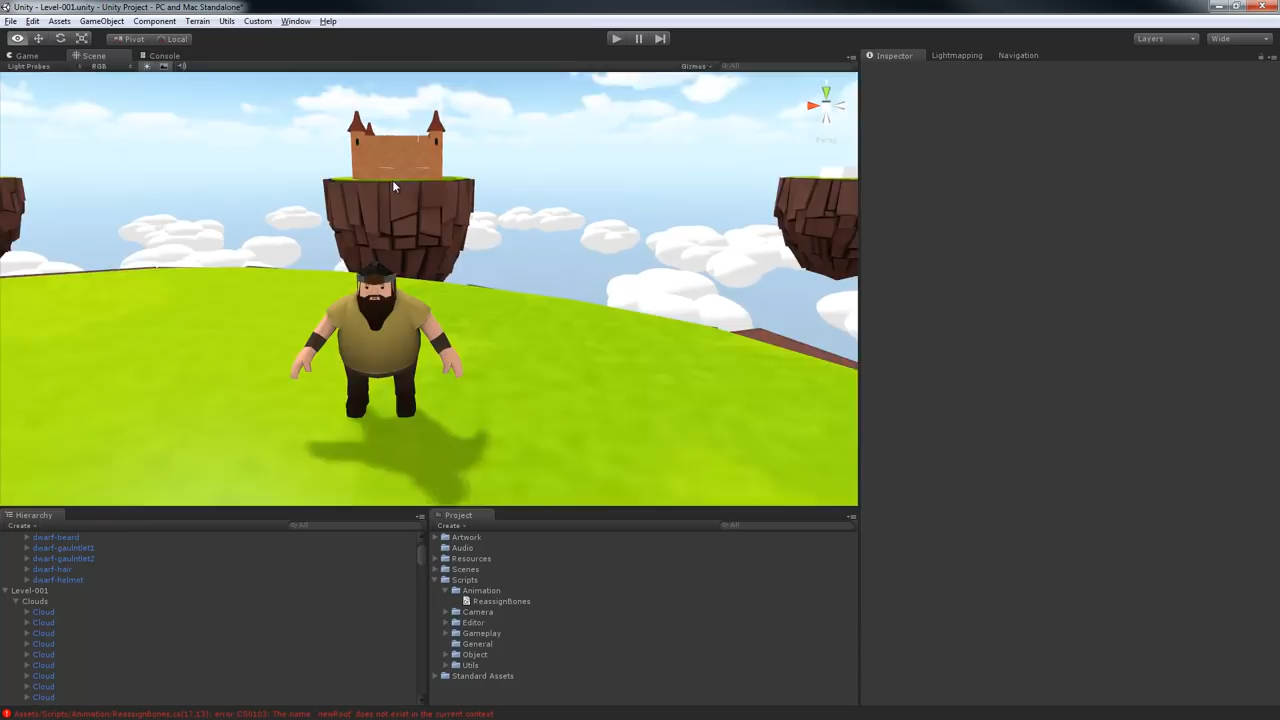 Unity - Level-001.unity - Unity Project - PC and Mac Standalone*
File Edit Assets GameObject Component Terrain Utils Custom Window Help
Pivot Local Layers Wide
Game Scene Console Inspector Lightmapping Navigation
Light Probes RGB Gizmos All
Persp
Hierarchy Project
Create All Create All
dwarf-beard
dwarf-gauintlet1
dwarf-gauintlet2
dwarf-hair
dwarf-helmet
Level-001
Clouds
Cloud
Cloud
Cloud
Cloud
Cloud
Cloud
Cloud
Cloud
Cloud
Artwork
Audio
Resources
Scenes
Scripts
Animation
ReassignBones
Camera
Editor
Gameplay
General
Object
Utils
Standard Assets
Assets/Scripts/Animation/ReassignBones.cs(17,13): error CS0103: The name `newRoot' does not exist in the current context